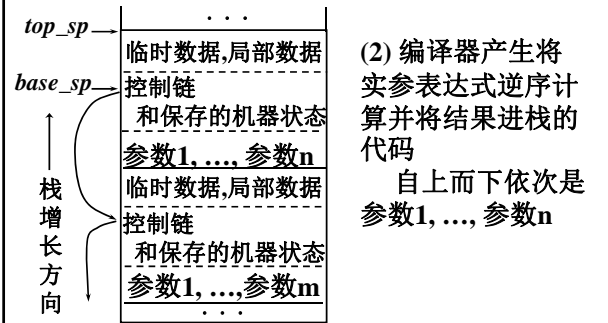 . . .
top_sp
临时数据,局部数据
base_sp
控制链
和保存的机器状态
参数1, …, 参数n
临时数据,局部数据
控制链
和保存的机器状态
参数1, …,参数m
. . .
栈增长方向
(2) 编译器产生将
实参表达式逆序计
算并将结果进栈的
代码
自上而下依次是
参数1, …, 参数n